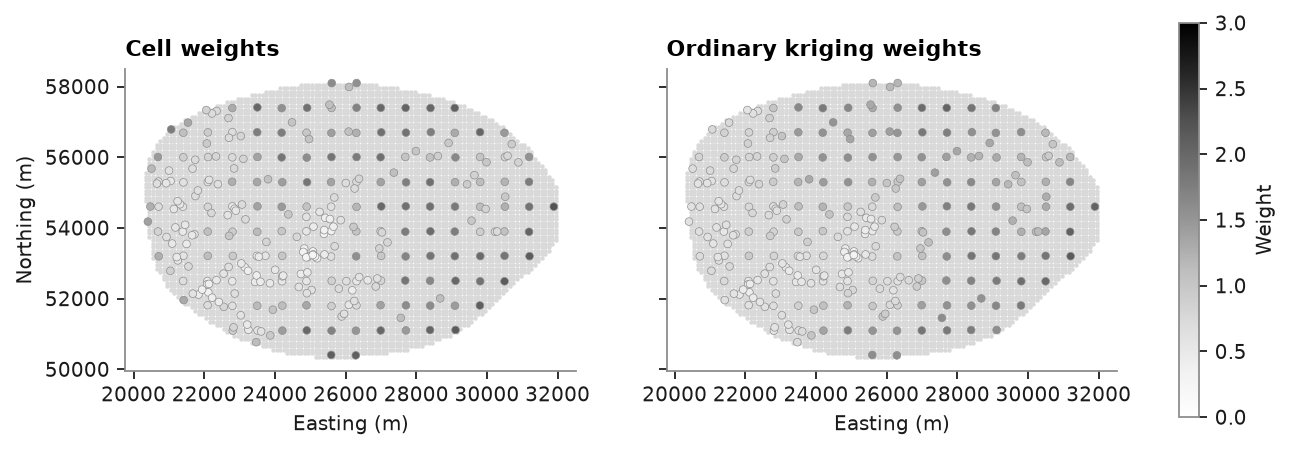 Cell weights
Ordinary kriging weights
3.0
58000
2.5
56000
2.0
Northing (m)
54000
1.5
Weight
52000
1.0
0.5
50000
0.0
20000 22000 24000 26000 28000 30000 32000
20000 22000 24000 26000 28000 30000 32000
Easting (m)
Easting (m)